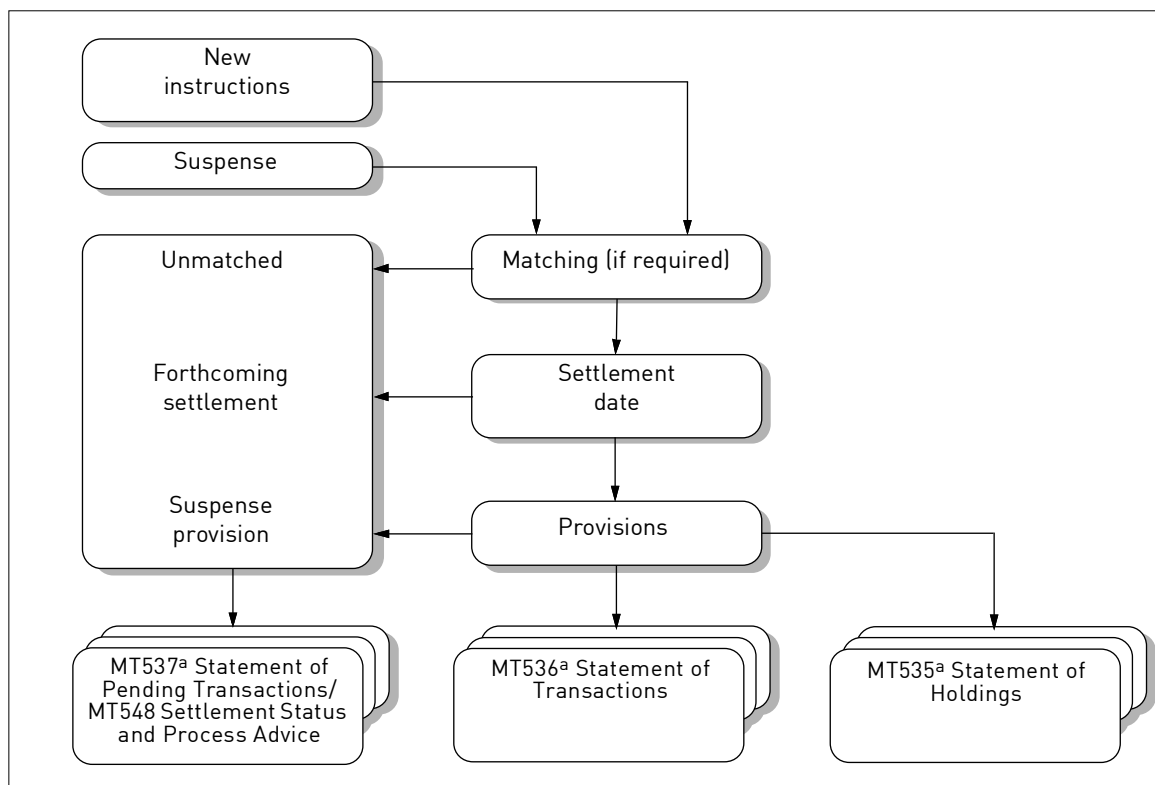 New
instructions
Suspense
Unmatched
Matching (if required)
Forthcoming
settlement
Settlement
date
Suspense
provision
Provisions
MT537ª Statement of
Pending Transactions/
MT548 Settlement Status
and Process Advice
MT536ª Statement of
Transactions
MT535ª Statement of
Holdings